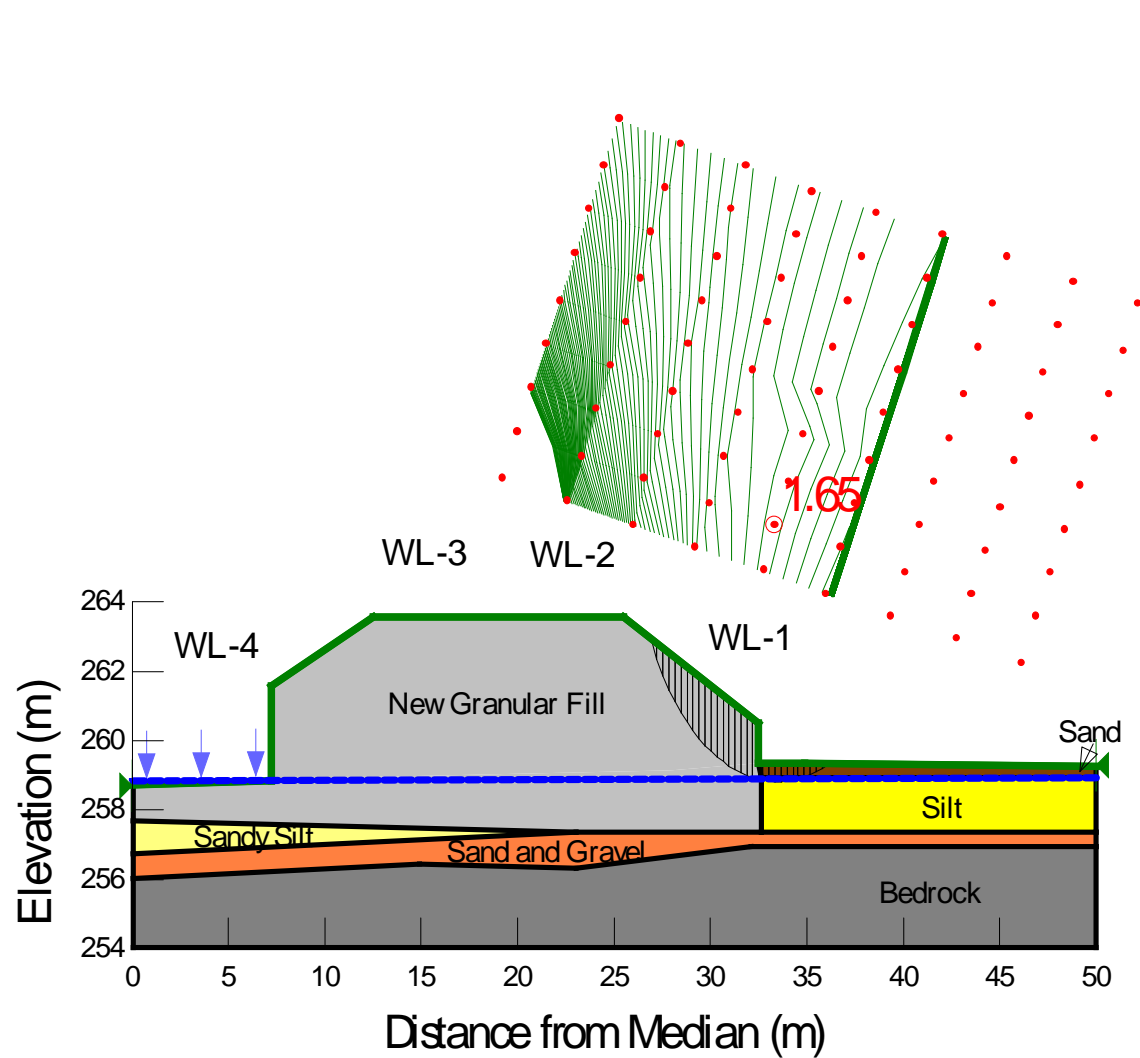 1.65
WL-3
WL-2
WL-4
WL-1
264
262
260
258
256
254
Elevation (m)
New Granular Fill
Sand
Silt
Sandy Silt
Sand and Gravel
Bedrock
0 5 10 15 20 25 30 35 40 45 50
Distance from Median (m)